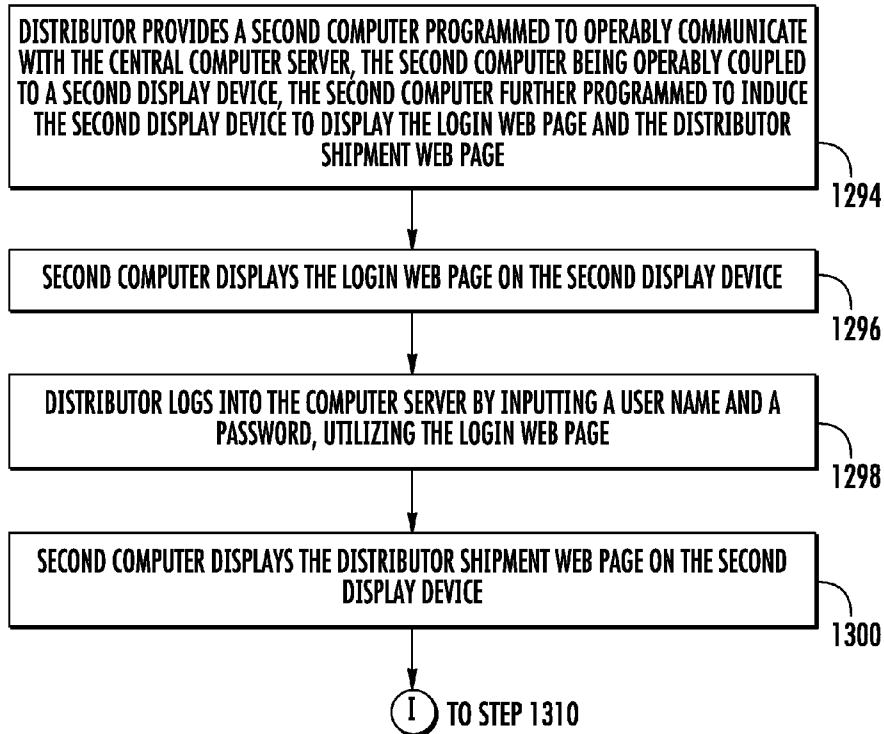 DISTRIBUTOR PROVIDES A SECOND COMPUTER PROGRAMMED TO OPERABLY COMMUNICATE
WITH THE CENTRAL COMPUTER SERVER, THE SECOND COMPUTER BEING OPERABLY COUPLED
TO A SECOND DISPLAY DEVICE, THE SECOND COMPUTER FURTHER PROGRAMMED TO INDUCE
THE SECOND DISPLAY DEVICE TO DISPLAY THE LOGIN WEB PAGE AND THE DISTRIBUTOR
SHIPMENT WEB PAGE
1294
SECOND COMPUTER DISPLAYS THE LOGIN WEB PAGE ON THE SECOND DISPLAY DEVICE
1296
DISTRIBUTOR LOGS INTO THE COMPUTER SERVER BY INPUTTING A USER NAME AND A
PASSWORD, UTILIZING THE LOGIN WEB PAGE
1298
SECOND COMPUTER DISPLAYS THE DISTRIBUTOR SHIPMENT WEB PAGE ON THE SECOND
DISPLAY DEVICE
1300
I TO STEP 1310